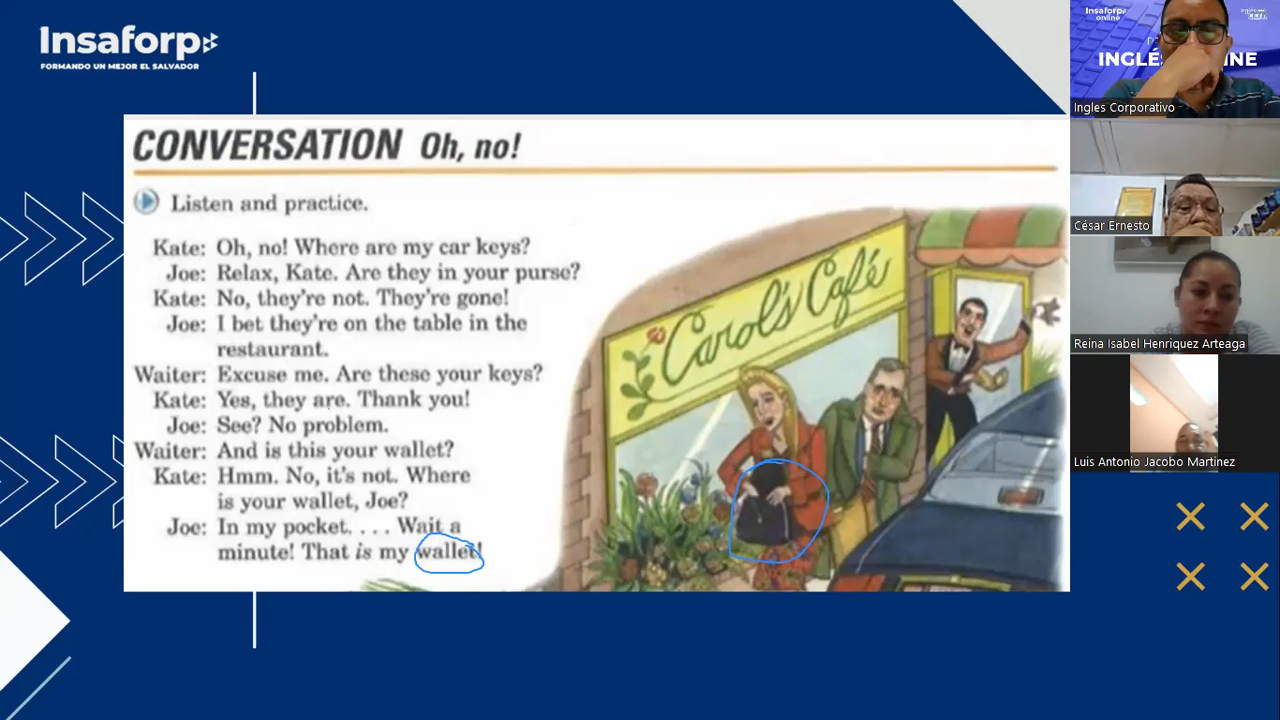 Insaforp
FORMANDO UN MEJOR EL SALVADOR
CONVERSATION Oh, no!
Listen and practice.
Kate: Oh, no! Where are my car keys?
Joe: Relax, Kate. Are they in your purse?
Kate: No, they're not. They're gone!
Joe: I bet they're on the table in the
restaurant.
Waiter: Excuse me. Are these your keys?
Kate: Yes, they are. Thank you!
Joe: See? No problem.
Waiter: And is this your wallet?
Kate: Hmm. No, it's not. Where
is your wallet, Joe?
Joe: In my pocket. . . . Wait a
minute! That is my wallet!
Carol's Café
Insaforp
online
Ingles Corporativo
César Ernesto
Reina Isabel Henriquez Arteaga
Luis Antonio Jacobo Martinez